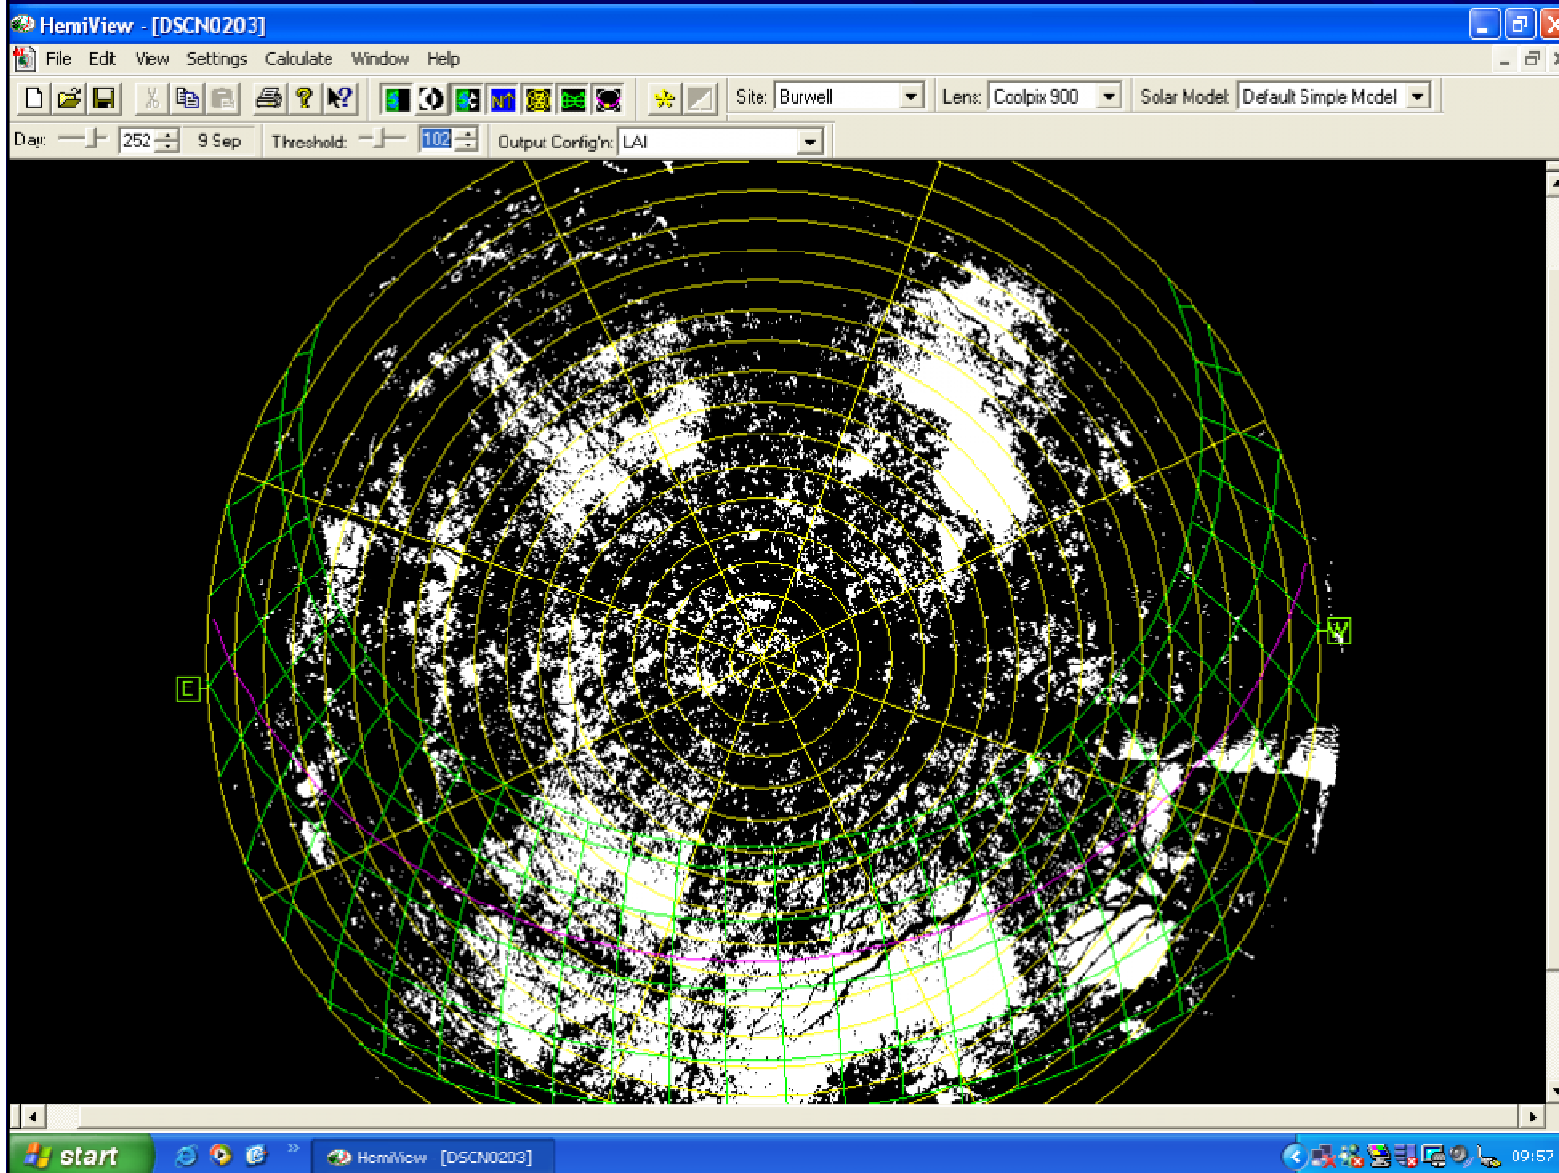 HemiView - [DSCN0203]
File Edit View Settings Calculate Window Help
Site: Burwell Lens: Coolpix 900 Solar Model: Default Simple Model
Day: 252 9 Sep Threshold: 102 Output Config'n: LAI
W
E
start HemiView [DSCN0203] 09:57